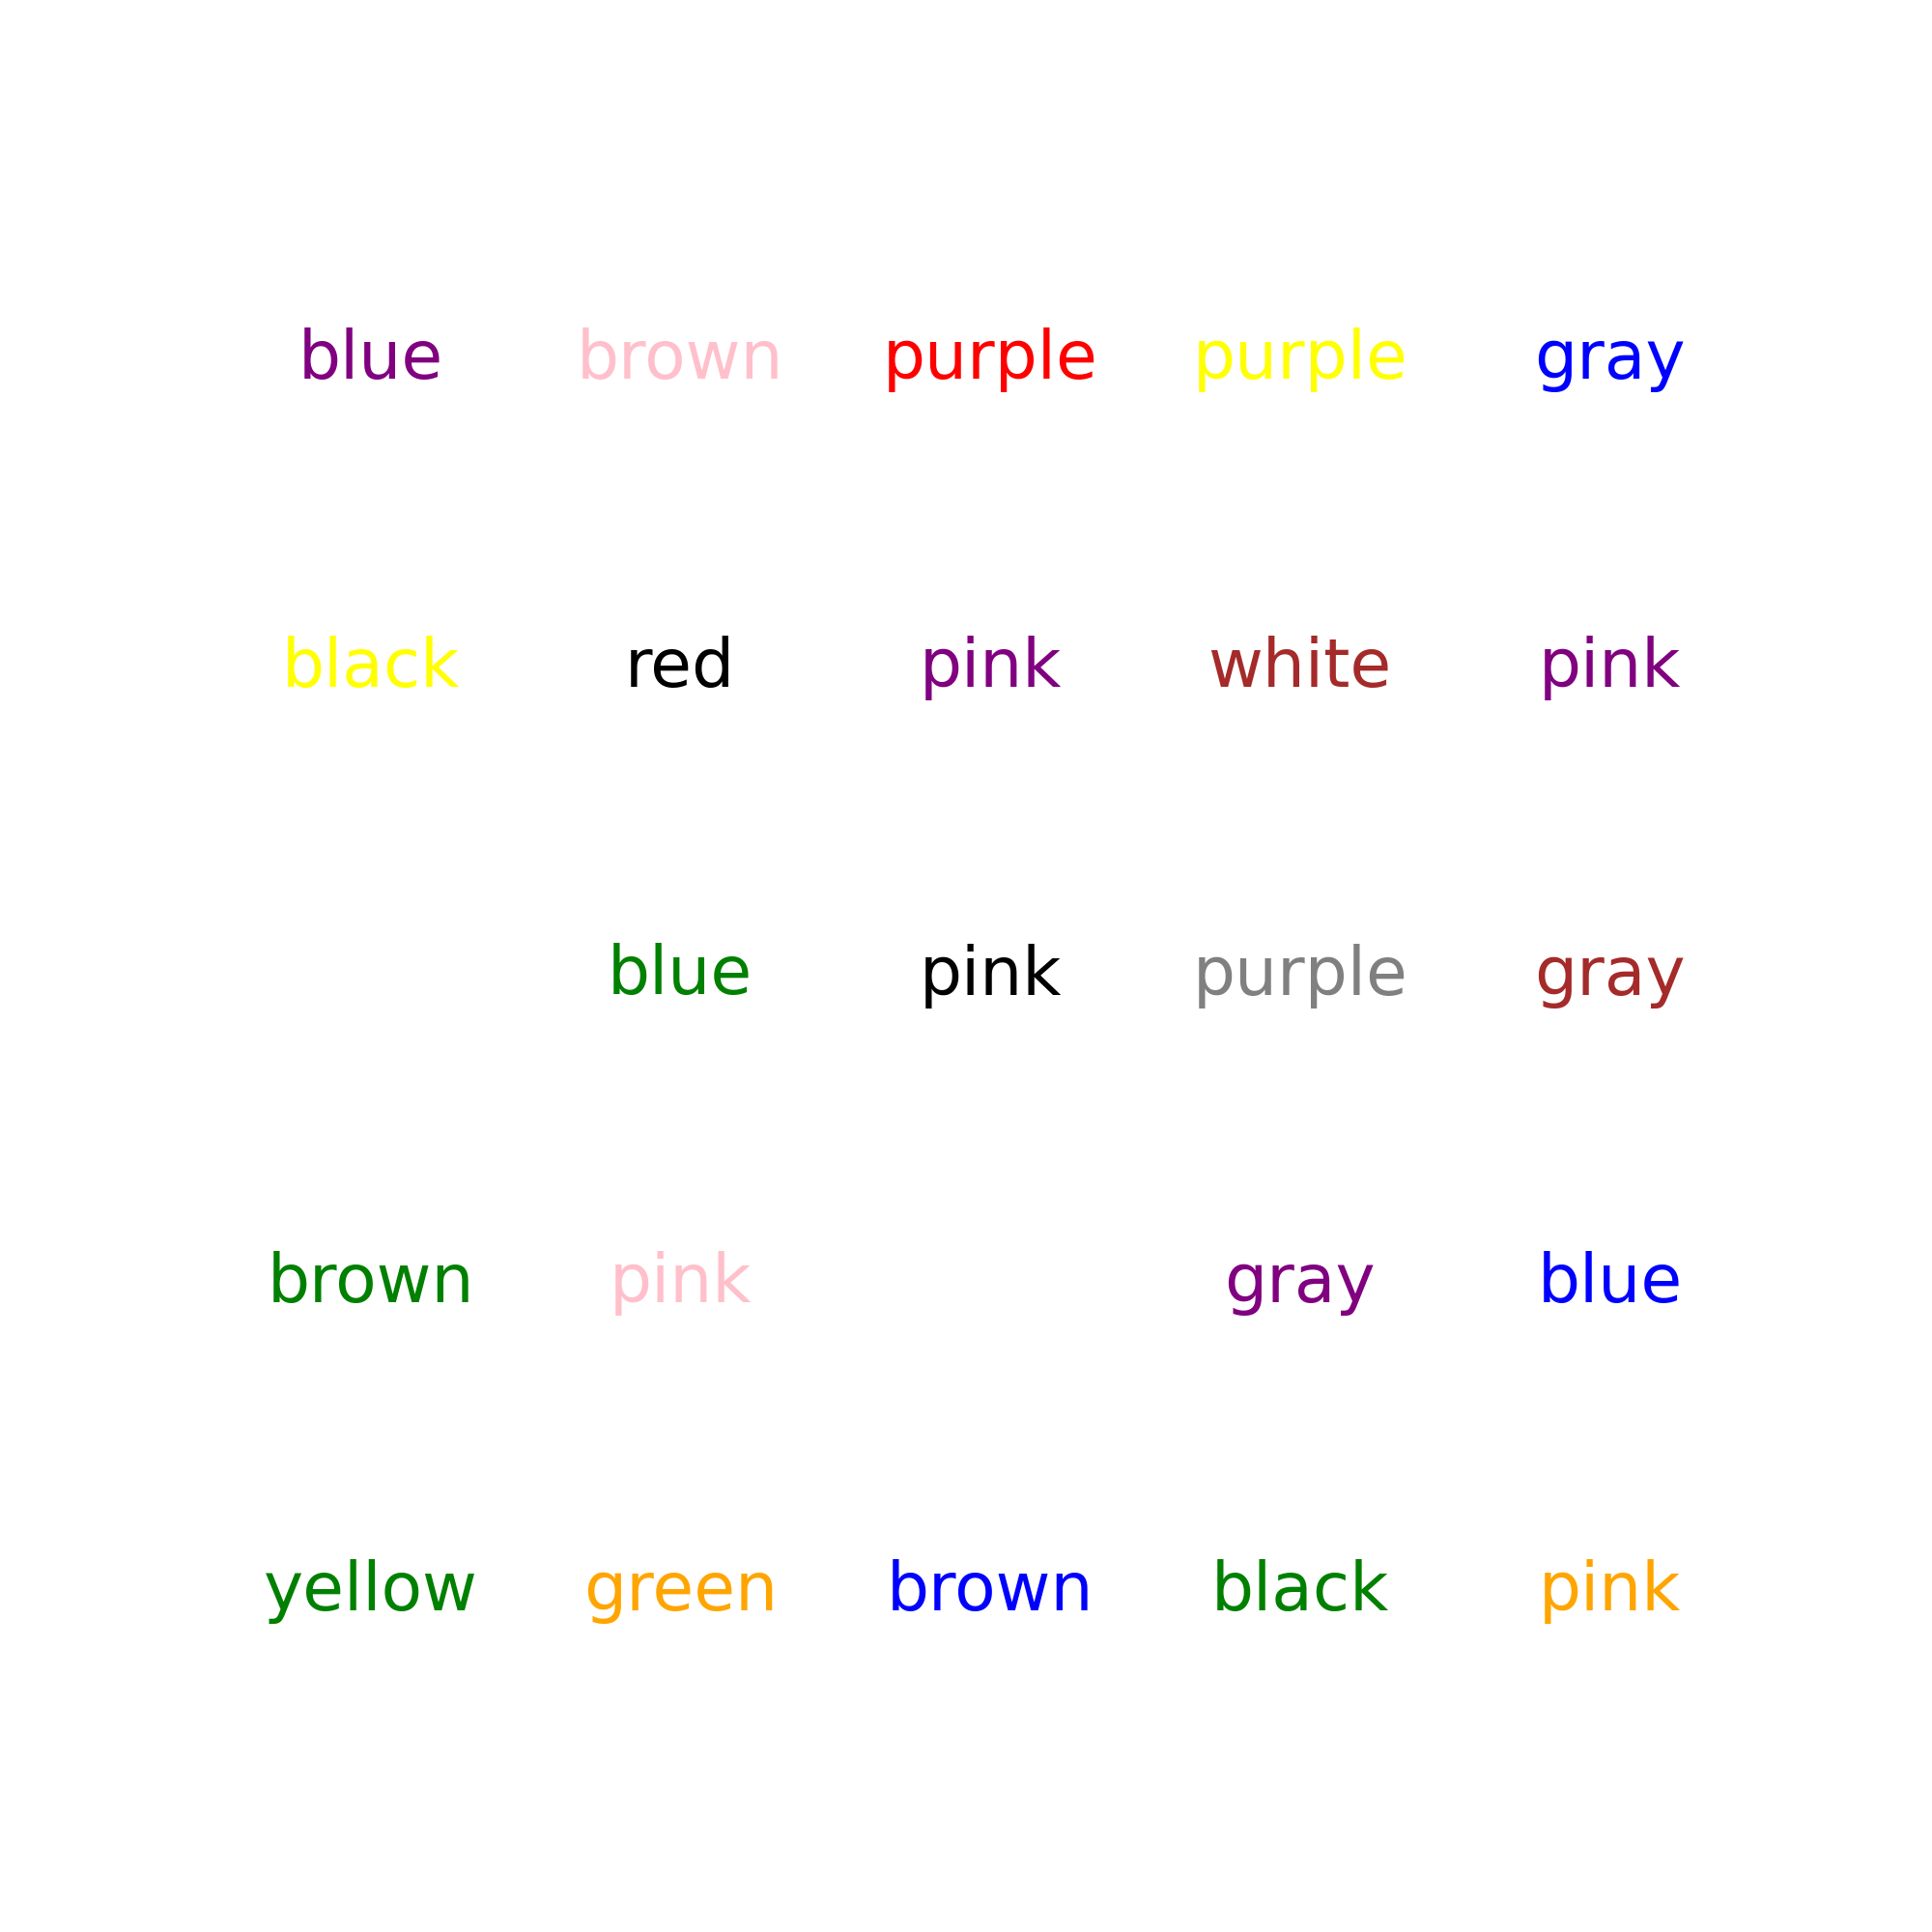 blue brown purple purple gray
black red pink white pink
blue pink purple gray
brown pink gray blue
yellow green brown black pink